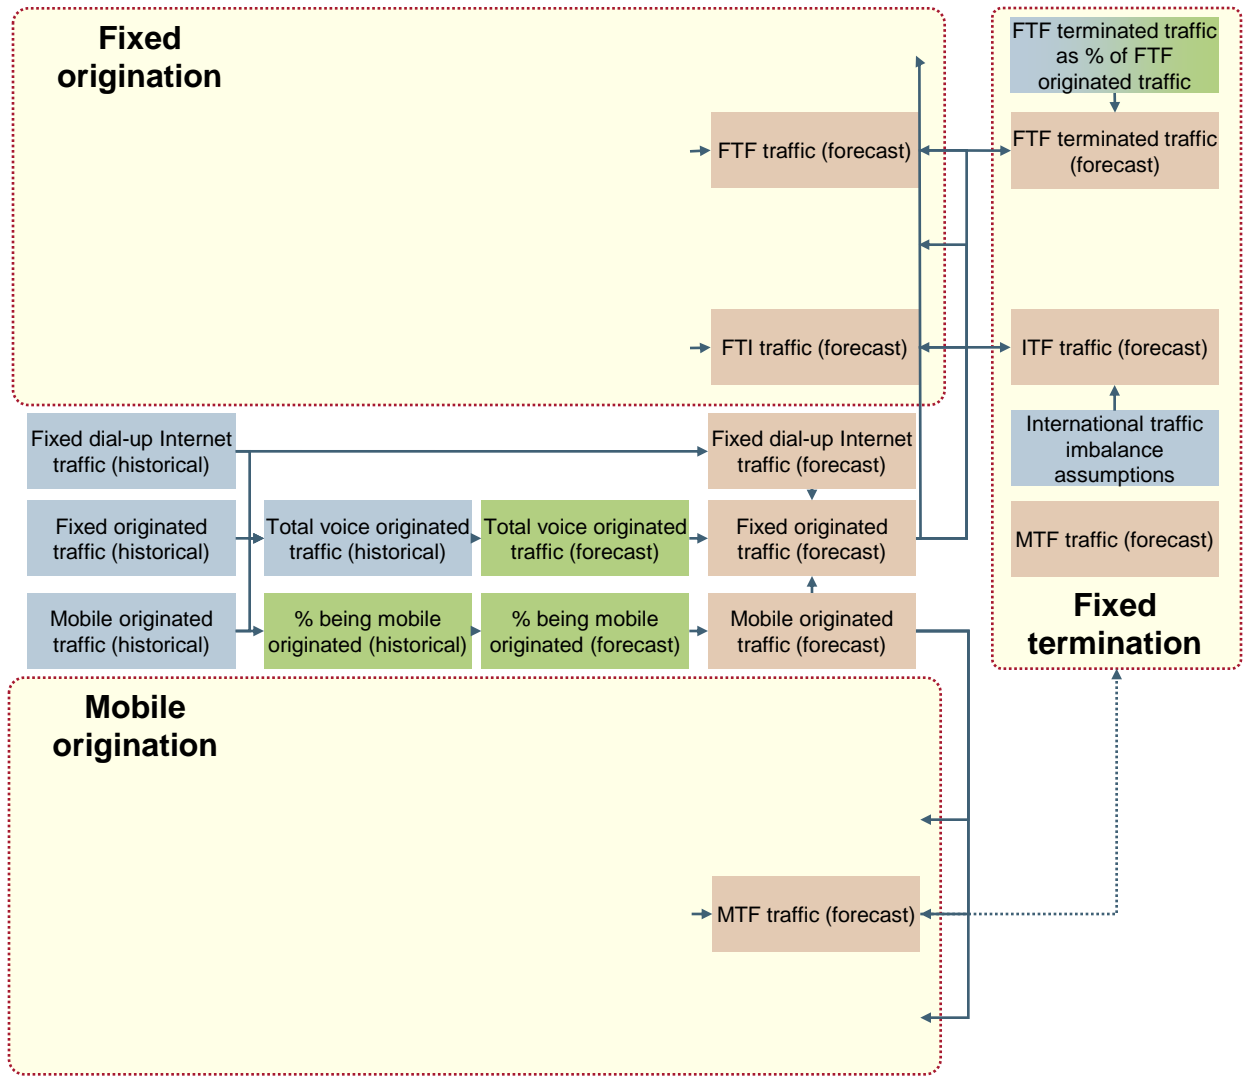 Fixed
origination
FTF terminated traffic
as % of FTF
originated traffic
FTF traffic (forecast)
FTF terminated traffic
(forecast)
FTI traffic (forecast)
ITF traffic (forecast)
Fixed dial-up Internet
traffic (historical)
Fixed dial-up Internet
traffic (forecast)
International traffic
imbalance
assumptions
Fixed originated
traffic (historical)
Total voice originated
traffic (historical)
Total voice originated
traffic (forecast)
Fixed originated
traffic (forecast)
MTF traffic (forecast)
Mobile originated
traffic (historical)
% being mobile
originated (historical)
% being mobile
originated (forecast)
Mobile originated
traffic (forecast)
Fixed
termination
Mobile
origination
MTF traffic (forecast)